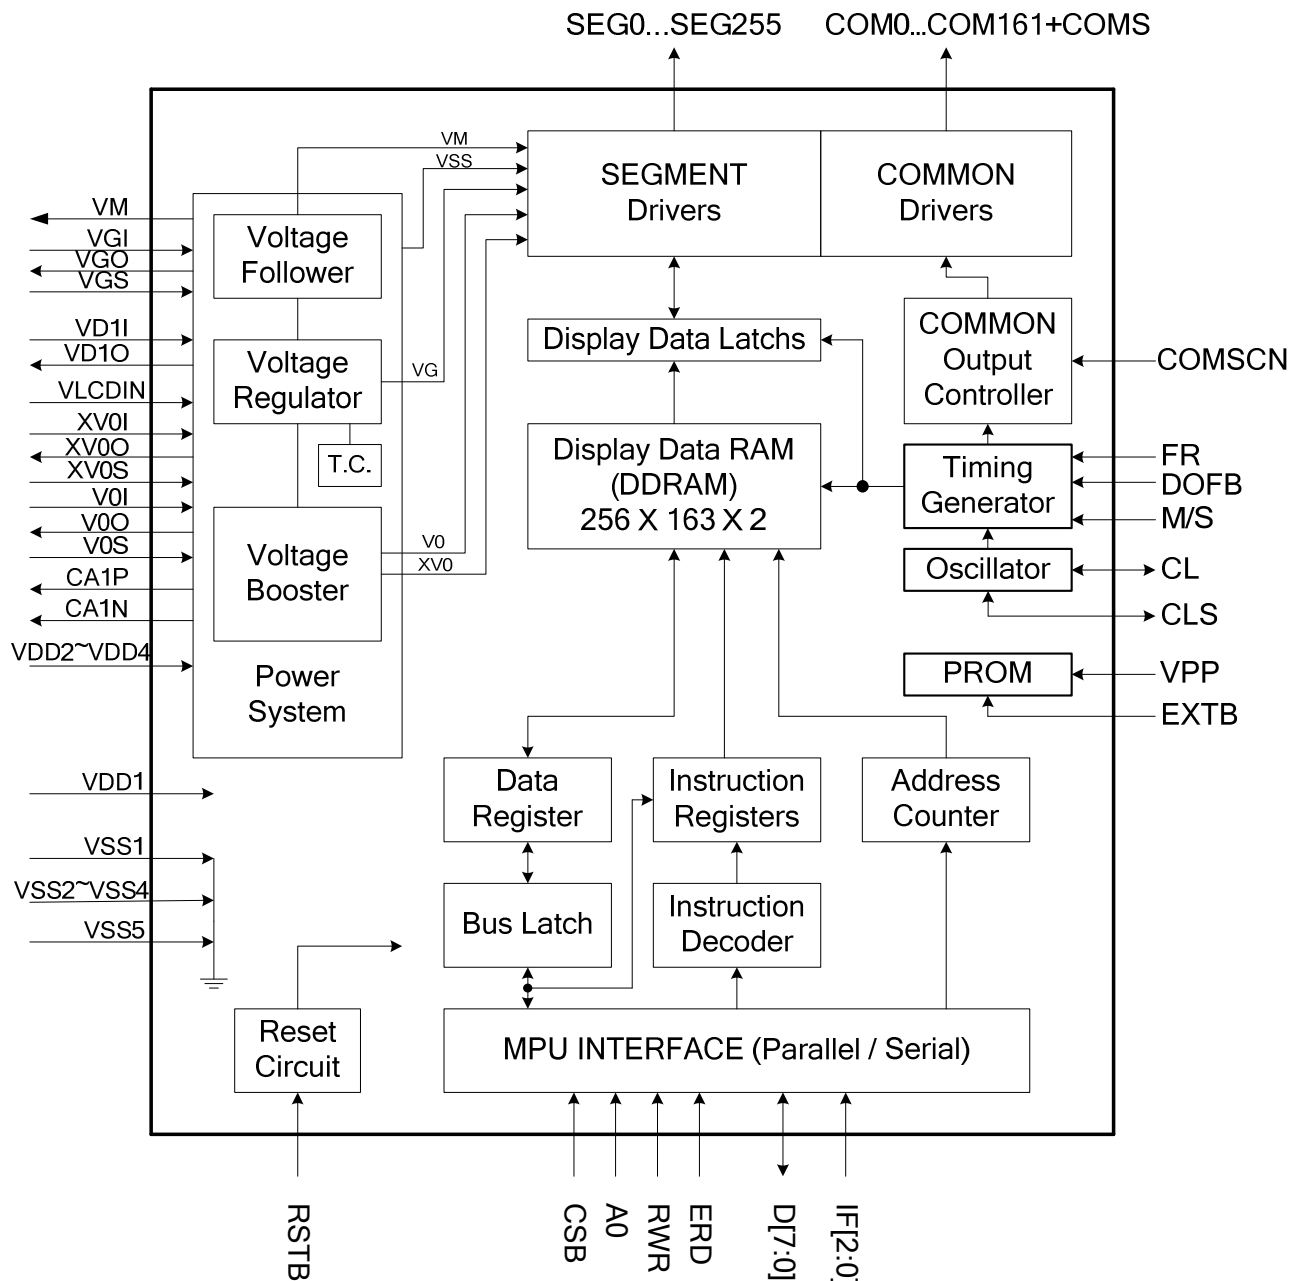 SEG0...SEG255
COM0...COM161+COMS
VM
VSS
SEGMENT
Drivers
COMMON
Drivers
VM
VGI
VGO
VGS
VD1I
VD1O
VLCDIN
XV0I
XV0O
XV0S
V0I
V0O
V0S
CA1P
CA1N
VDD2~VDD4
Voltage
Follower
Voltage
Regulator
VG
T.C.
Voltage
Booster
V0
XV0
Power
System
Display Data Latchs
Display Data RAM
(DDRAM)
256 X 163 X 2
COMMON
Output
Controller
COMSCN
Timing
Generator
FR
DOFB
M/S
Oscillator
CL
CLS
PROM
VPP
EXTB
VDD1
VSS1
VSS2~VSS4
VSS5
Data
Register
Instruction
Registers
Address
Counter
Bus Latch
Instruction
Decoder
Reset
Circuit
MPU INTERFACE (Parallel / Serial)
RSTB
CSB
A0
RWR
ERD
D[7:0]
IF[2:0